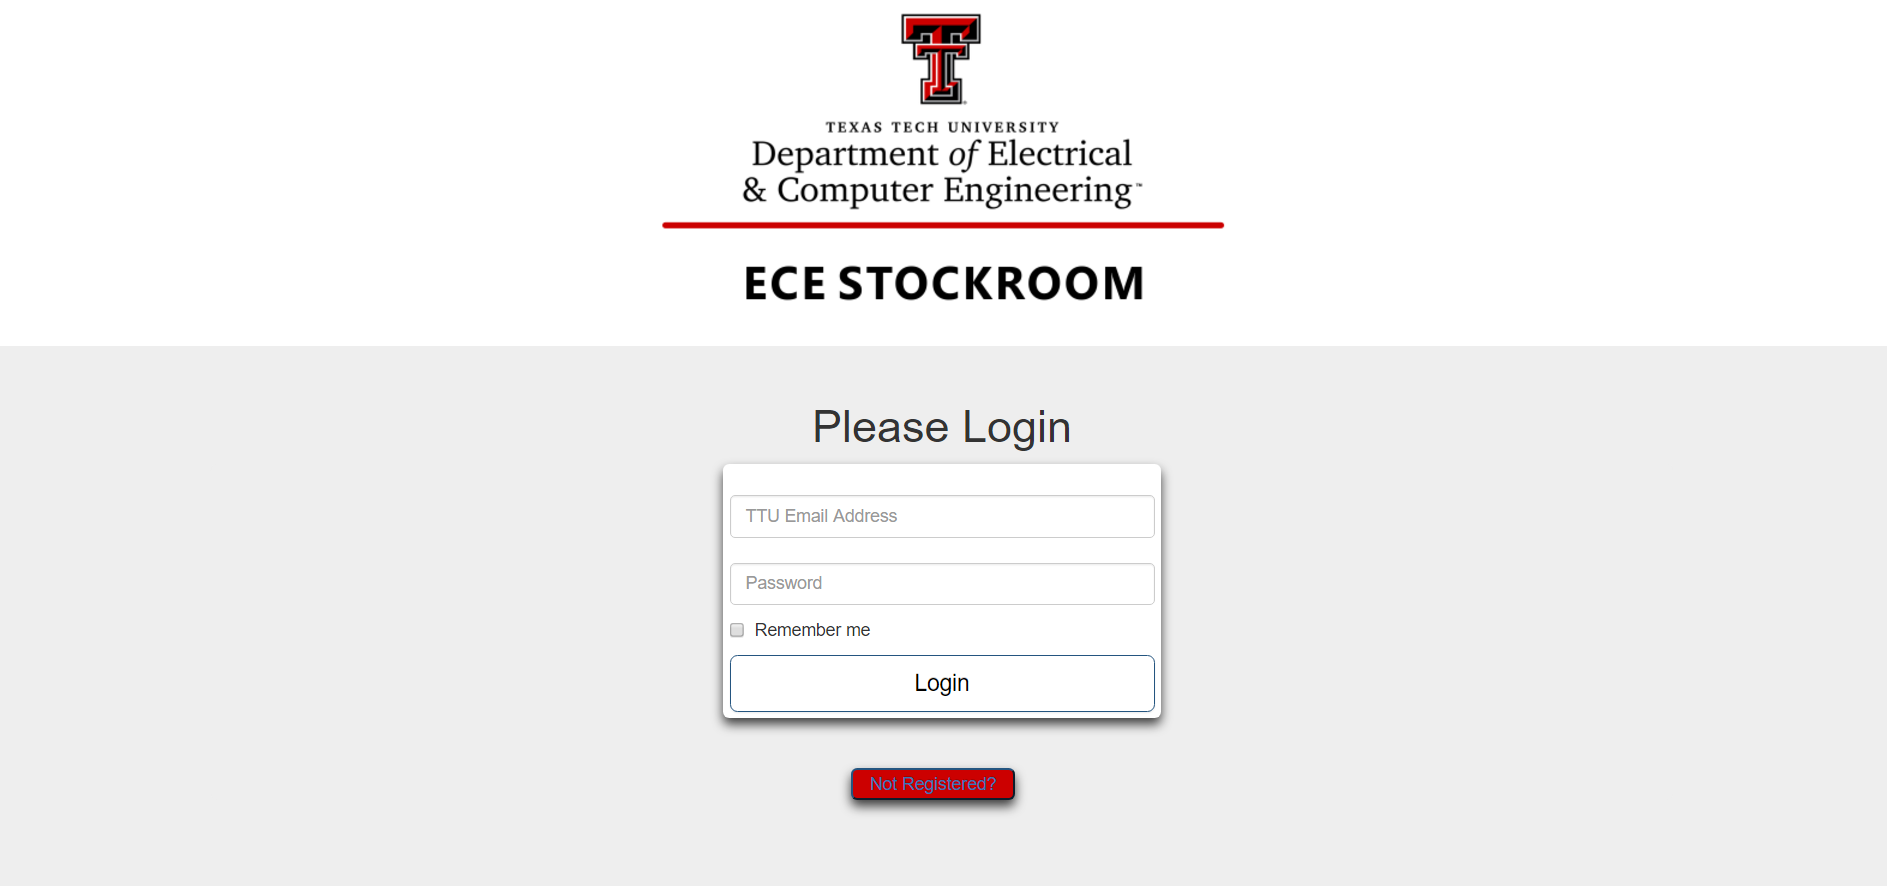 TEXAS TECH UNIVERSITY
Department of Electrical
& Computer Engineering™
ECE STOCKROOM
Please Login
TTU Email Address
Password
Remember me
Login
Not Registered?